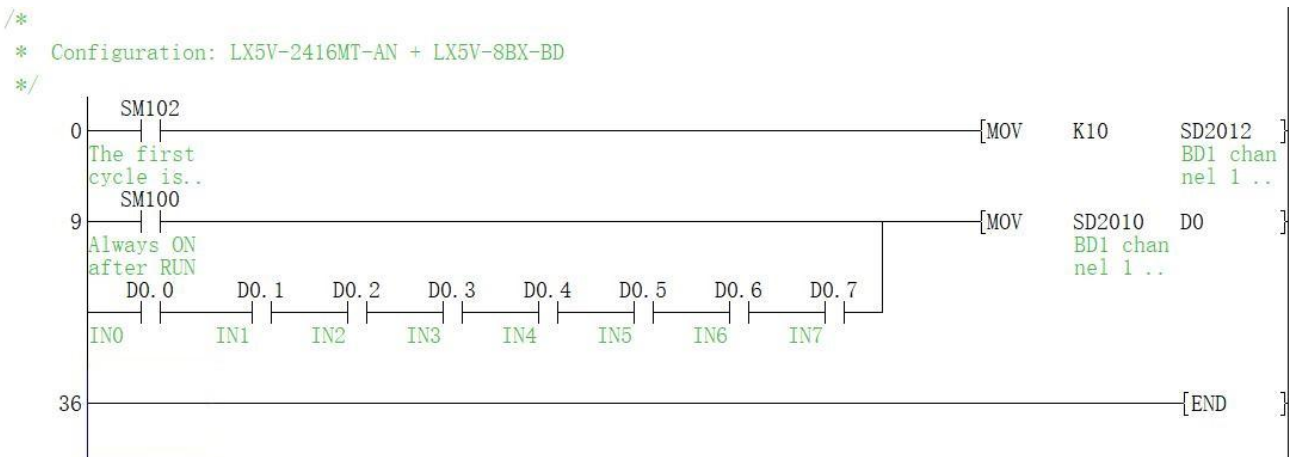 /*
* Configuration: LX5V-2416MT-AN + LX5V-8BX-BD
*/
SM102
0 [MOV K10 SD2012 ]
The first BD1 chan
cycle is.. nel 1 ..
SM100
9 [MOV SD2010 D0 ]
Always ON BD1 chan
after RUN nel 1 ..
D0.0 D0.1 D0.2 D0.3 D0.4 D0.5 D0.6 D0.7
IN0 IN1 IN2 IN3 IN4 IN5 IN6 IN7
36 [END ]